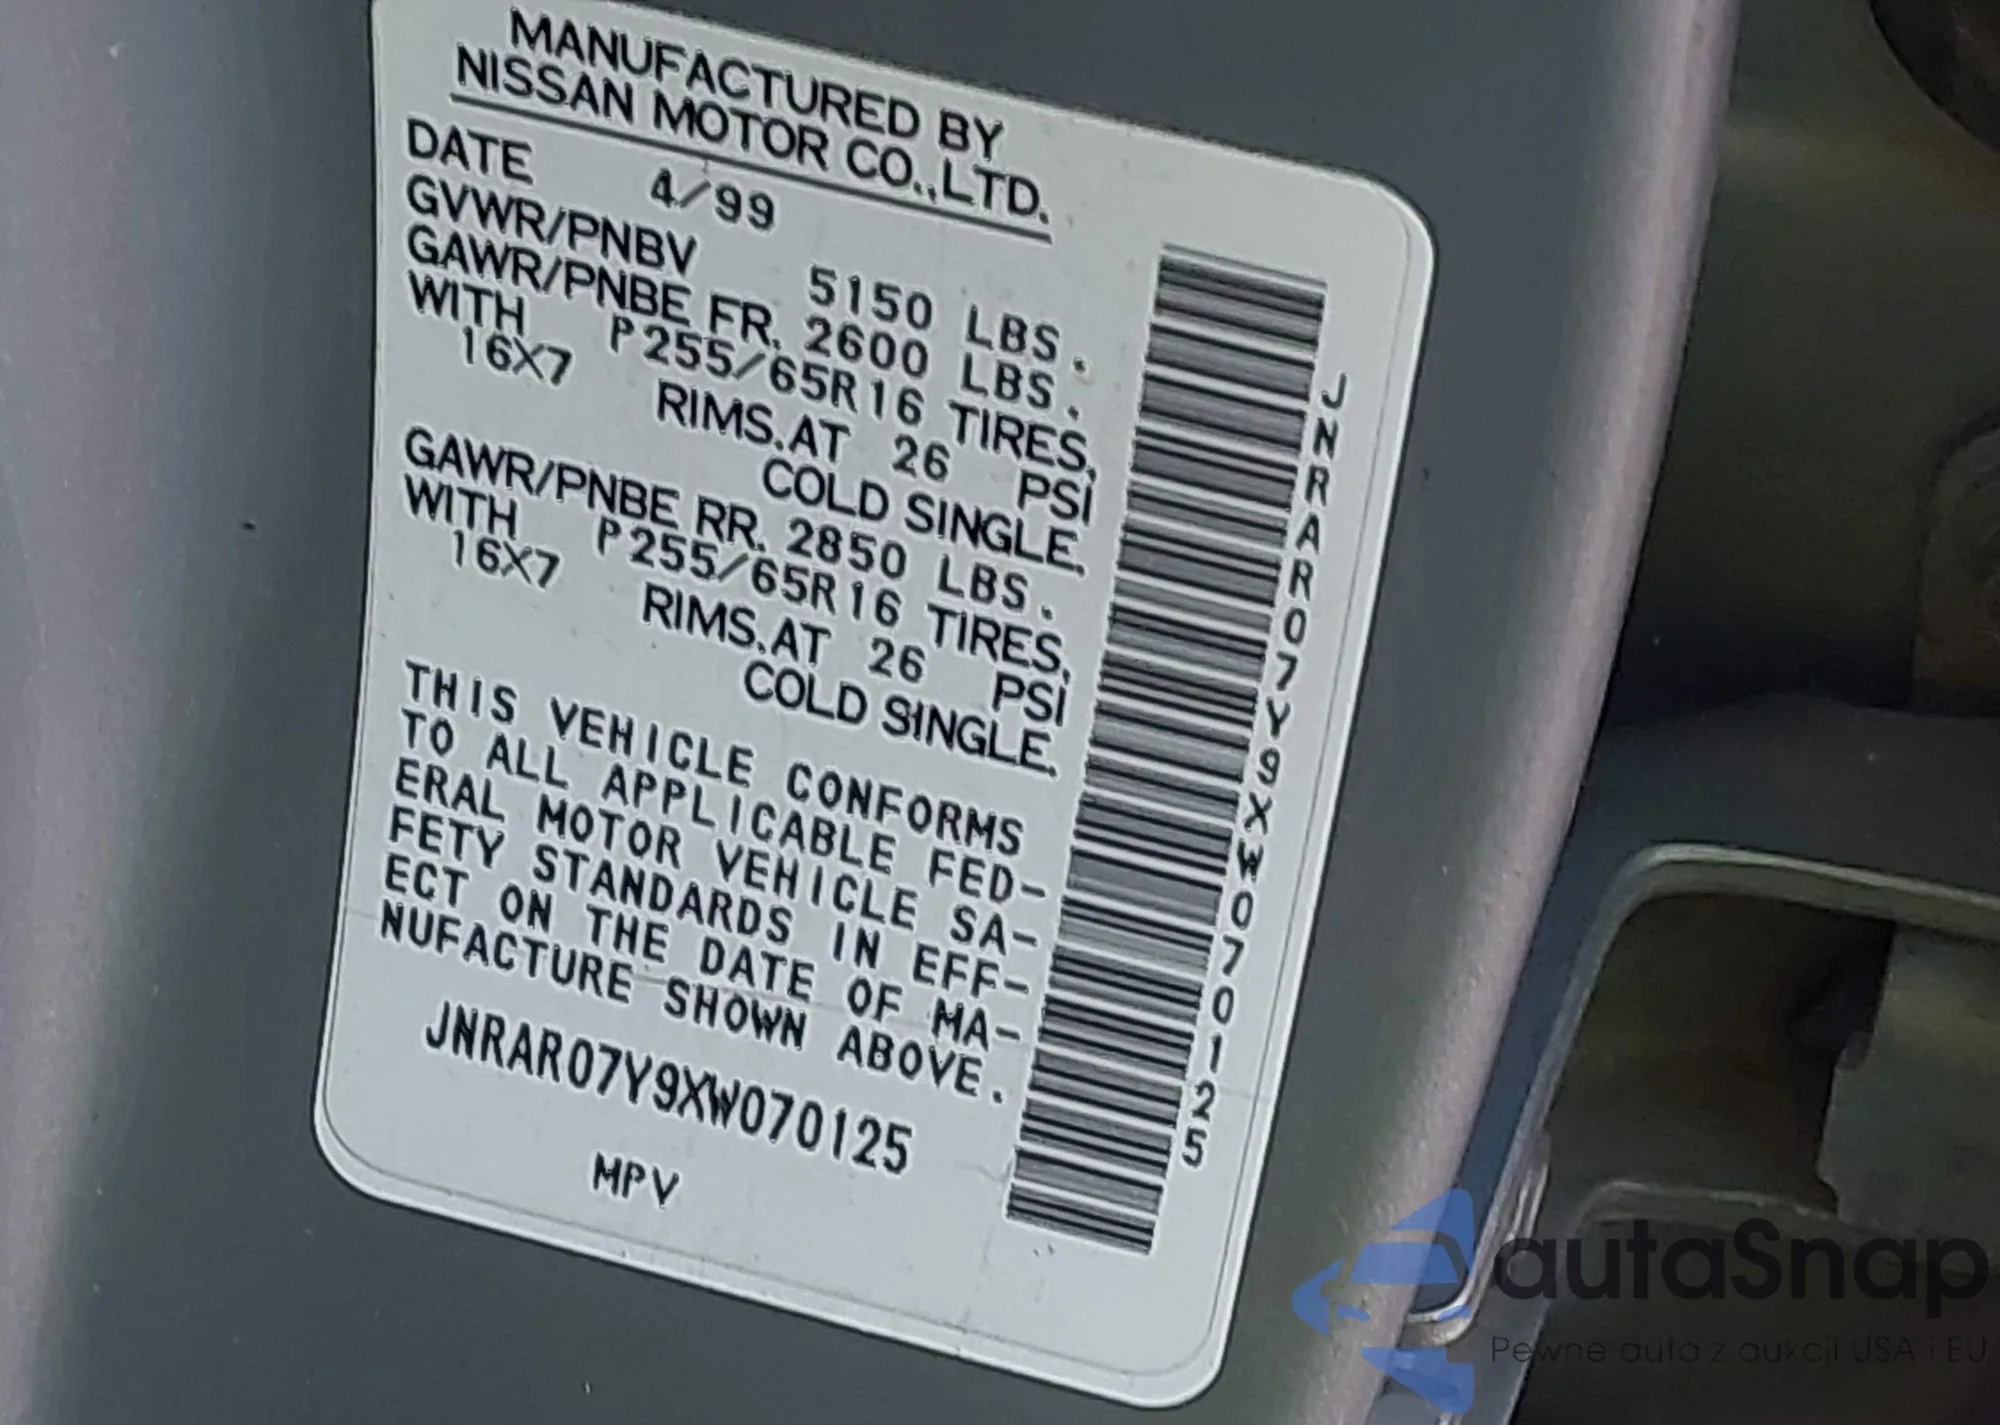 MANUFACTURED BY
NISSAN MOTOR CO.,LTD.
DATE 4/99
GVWR/PNBV 5150 LBS.
GAWR/PNBE FR. 2600 LBS.
WITH P255/65R16 TIRES,
16X7 RIMS.AT 26 PSI
COLD SINGLE.
GAWR/PNBE RR. 2850 LBS.
WITH P255/65R16 TIRES,
16X7 RIMS.AT 26 PSI
COLD SINGLE.
THIS VEHICLE CONFORMS
TO ALL APPLICABLE FED-
ERAL MOTOR VEHICLE SA-
FETY STANDARDS IN EFF-
ECT ON THE DATE OF MA-
NUFACTURE SHOWN ABOVE.
JNRAR07Y9XW070125
MPV
JNRAR07Y9XW070125
autaSnap
Pewne auta z aukcji USA i EU